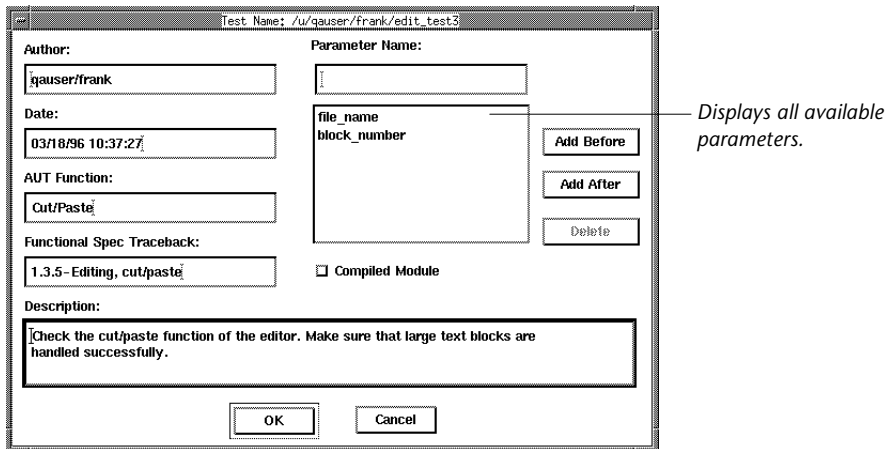 Test Name: /u/qauser/frank/edit_test3
Author:
qauser/frank
Date:
03/18/96 10:37:27
AUT Function:
Cut/Paste
Functional Spec Traceback:
1.3.5-Editing, cut/paste
Parameter Name:
file_name
block_number
Add Before
Add After
Delete
Compiled Module
Description:
Check the cut/paste function of the editor. Make sure that large text blocks are
handled successfully.
OK
Cancel
Displays all available
parameters.